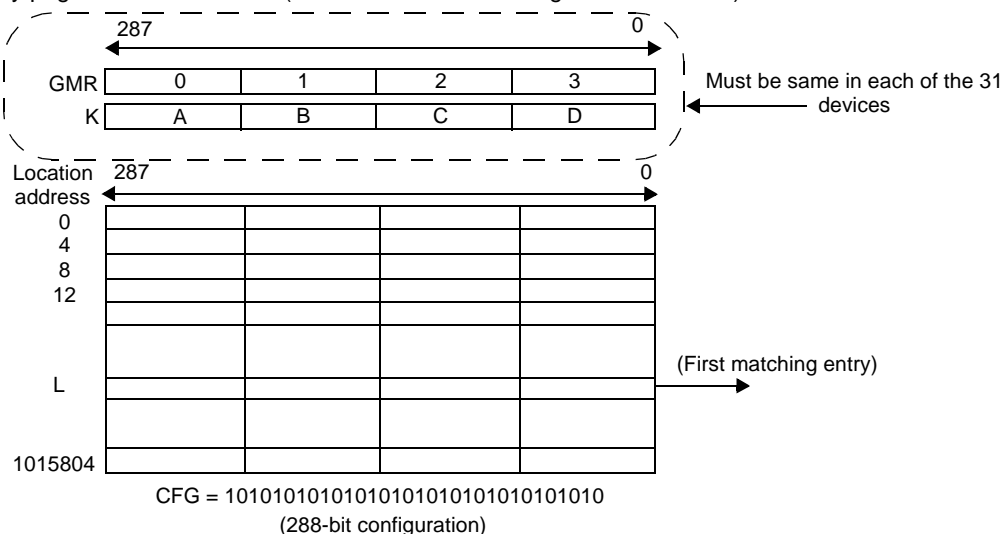 287 0
GMR 0 1 2 3
K A B C D
Must be same in each of the 31
devices
Location
address
287 0
0
4
8
12
L
(First matching entry)
1015804
CFG = 10101010101010101010101010101010
(288-bit configuration)